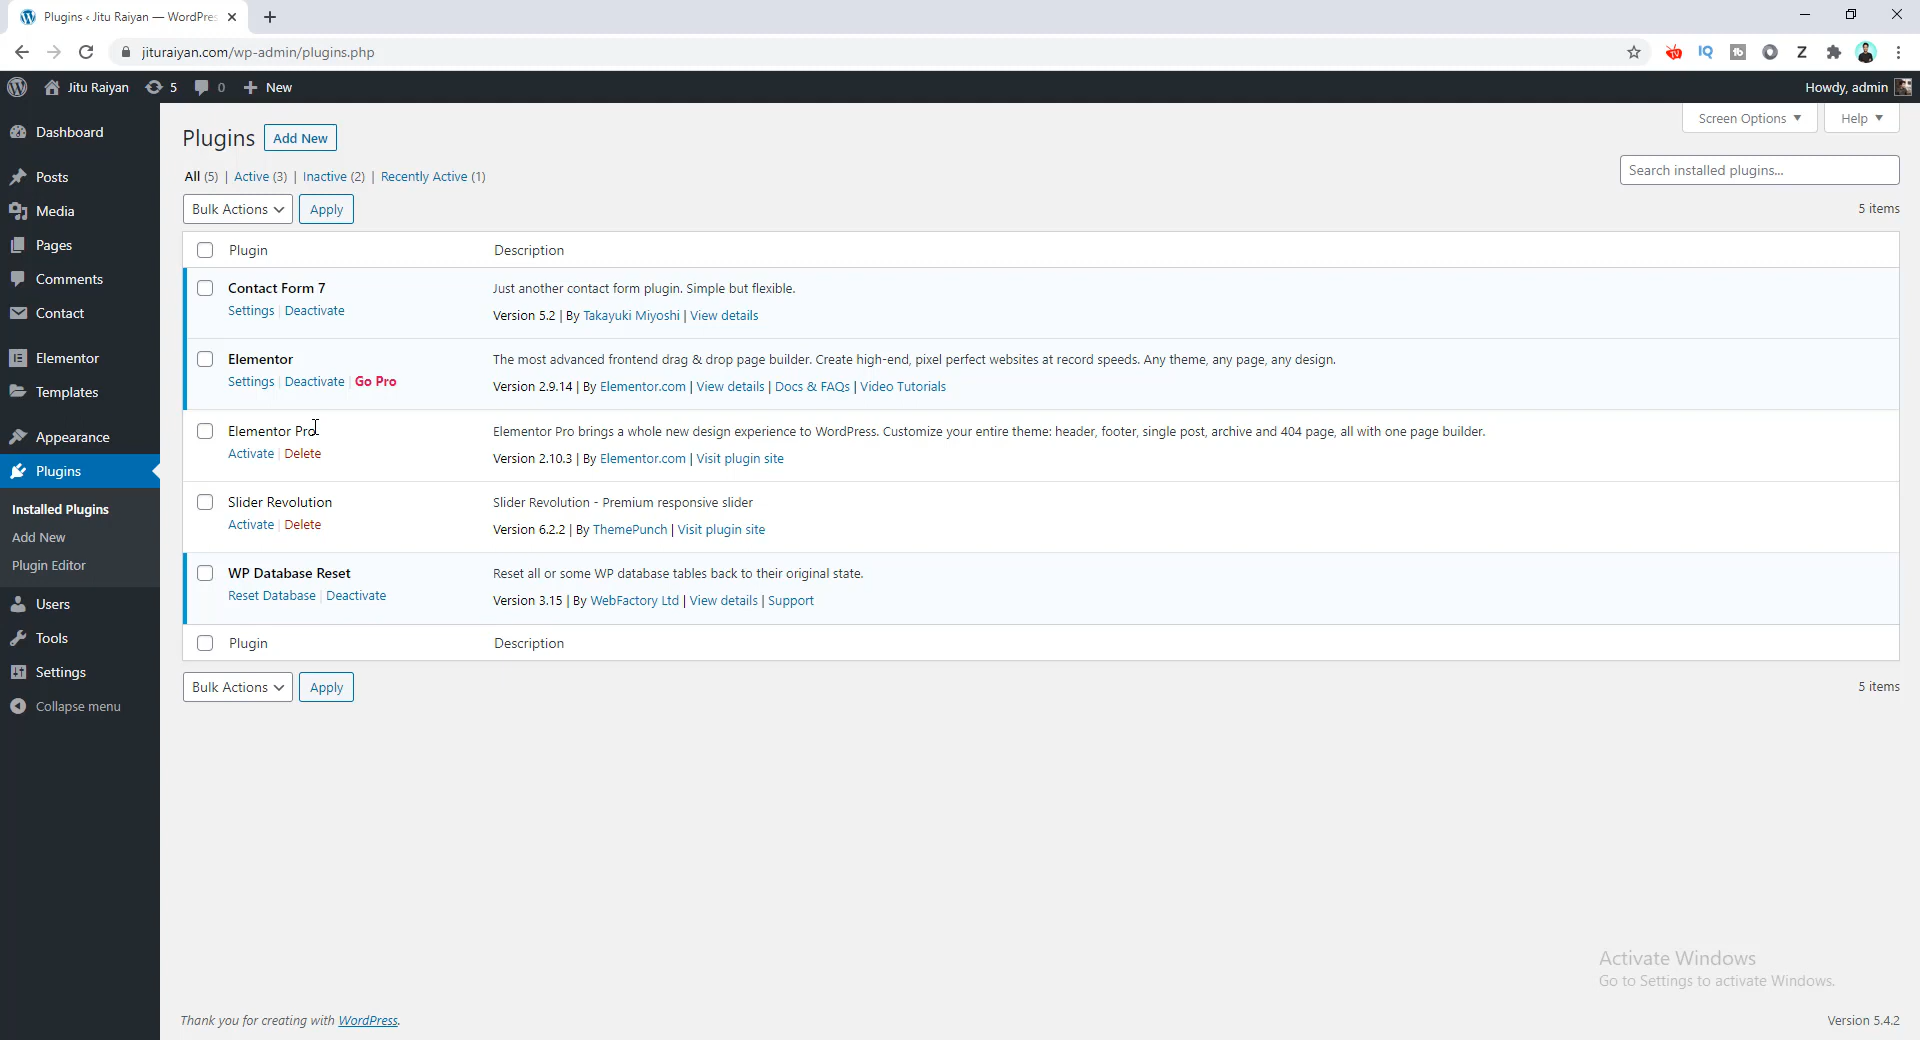 Plugins ‹ Jitu Raiyan — WordPres
jituraiyan.com/wp-admin/plugins.php
Jitu Raiyan 5 0 New
Howdy, admin
Dashboard
Posts
Media
Pages
Comments
Contact
Elementor
Templates
Appearance
Plugins
Installed Plugins
Add New
Plugin Editor
Users
Tools
Settings
Collapse menu
Screen Options Help
Plugins Add New
All (5) | Active (3) | Inactive (2) | Recently Active (1)
Search installed plugins...
Bulk Actions Apply
5 items
Plugin Description
Contact Form 7
Settings | Deactivate
Just another contact form plugin. Simple but flexible.
Version 5.2 | By Takayuki Miyoshi | View details
Elementor
Settings | Deactivate | Go Pro
The most advanced frontend drag & drop page builder. Create high-end, pixel perfect websites at record speeds. Any theme, any page, any design.
Version 2.9.14 | By Elementor.com | View details | Docs & FAQs | Video Tutorials
Elementor Pro
Activate | Delete
Elementor Pro brings a whole new design experience to WordPress. Customize your entire theme: header, footer, single post, archive and 404 page, all with one page builder.
Version 2.10.3 | By Elementor.com | Visit plugin site
Slider Revolution
Activate | Delete
Slider Revolution - Premium responsive slider
Version 6.2.2 | By ThemePunch | Visit plugin site
WP Database Reset
Reset Database | Deactivate
Reset all or some WP database tables back to their original state.
Version 3.15 | By WebFactory Ltd | View details | Support
Plugin Description
Bulk Actions Apply
5 items
Activate Windows
Go to Settings to activate Windows.
Thank you for creating with WordPress.
Version 5.4.2